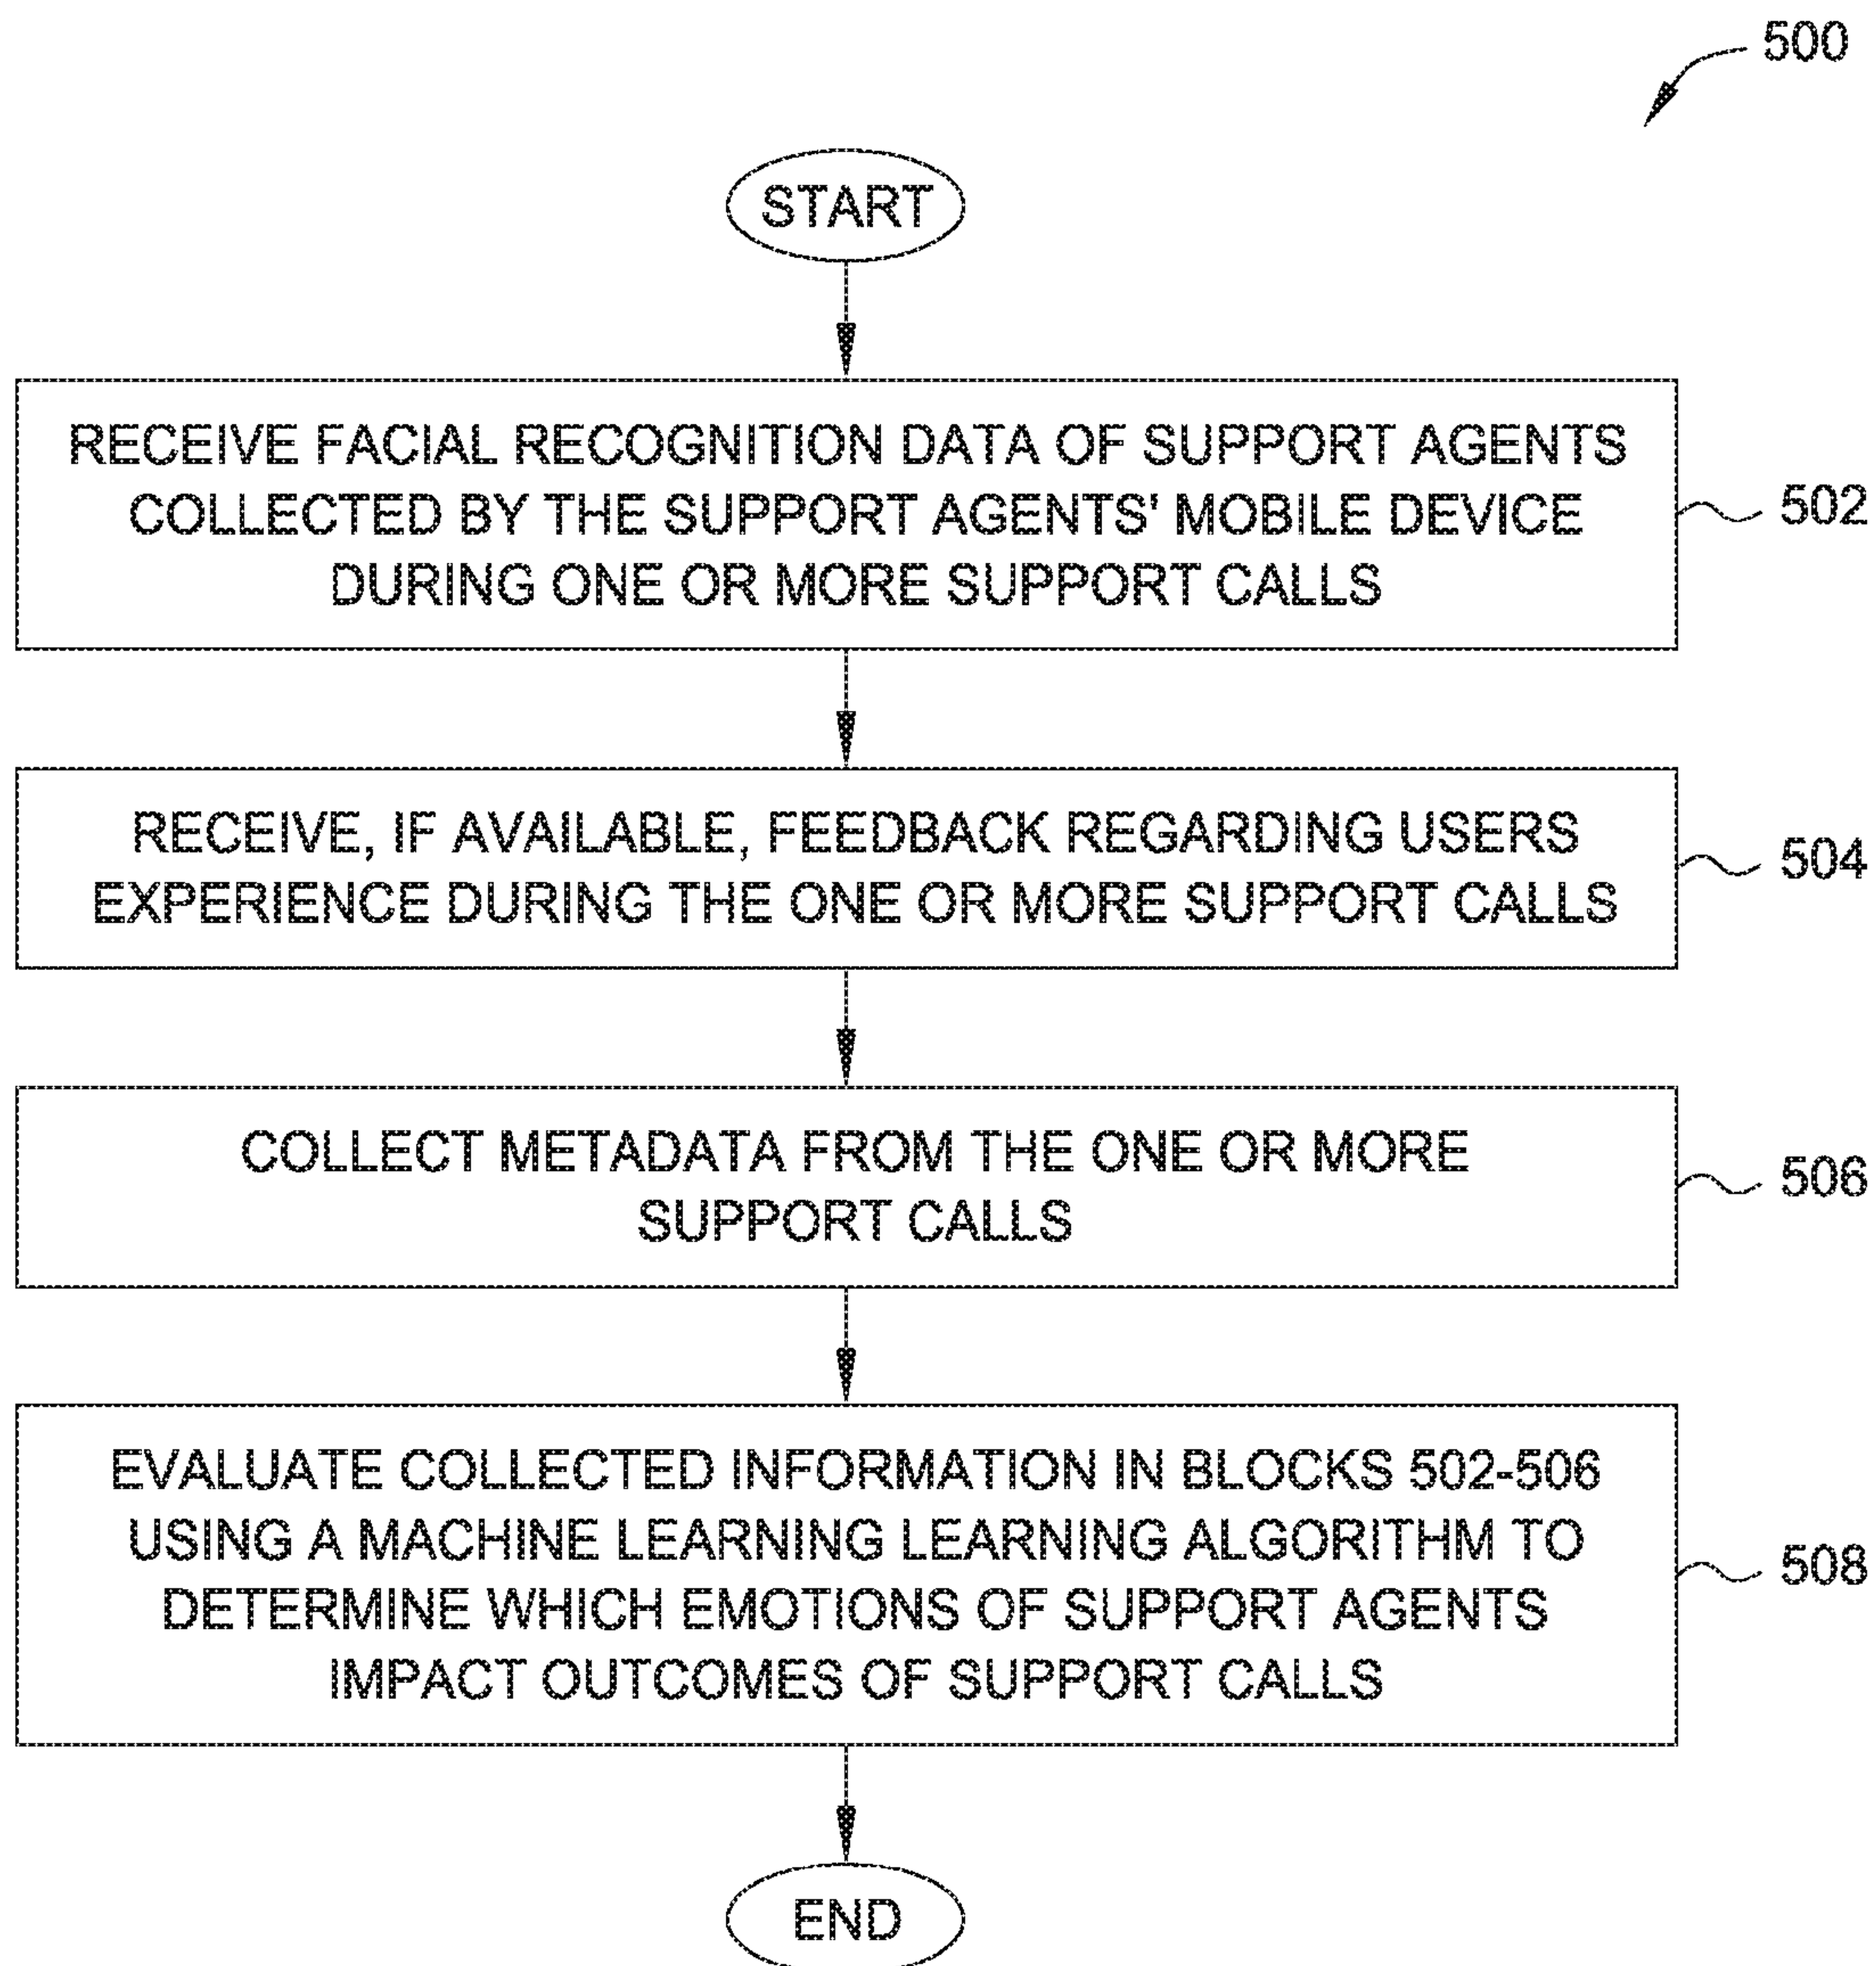 500
START
RECEIVE FACIAL RECOGNITION DATA OF SUPPORT AGENTS
COLLECTED BY THE SUPPORT AGENTS' MOBILE DEVICE
DURING ONE OR MORE SUPPORT CALLS
502
RECEIVE, IF AVAILABLE, FEEDBACK REGARDING USERS
EXPERIENCE DURING THE ONE OR MORE SUPPORT CALLS
504
COLLECT METADATA FROM THE ONE OR MORE
SUPPORT CALLS
506
EVALUATE COLLECTED INFORMATION IN BLOCKS 502-506
USING A MACHINE LEARNING LEARNING ALGORITHM TO
DETERMINE WHICH EMOTIONS OF SUPPORT AGENTS
IMPACT OUTCOMES OF SUPPORT CALLS
508
END